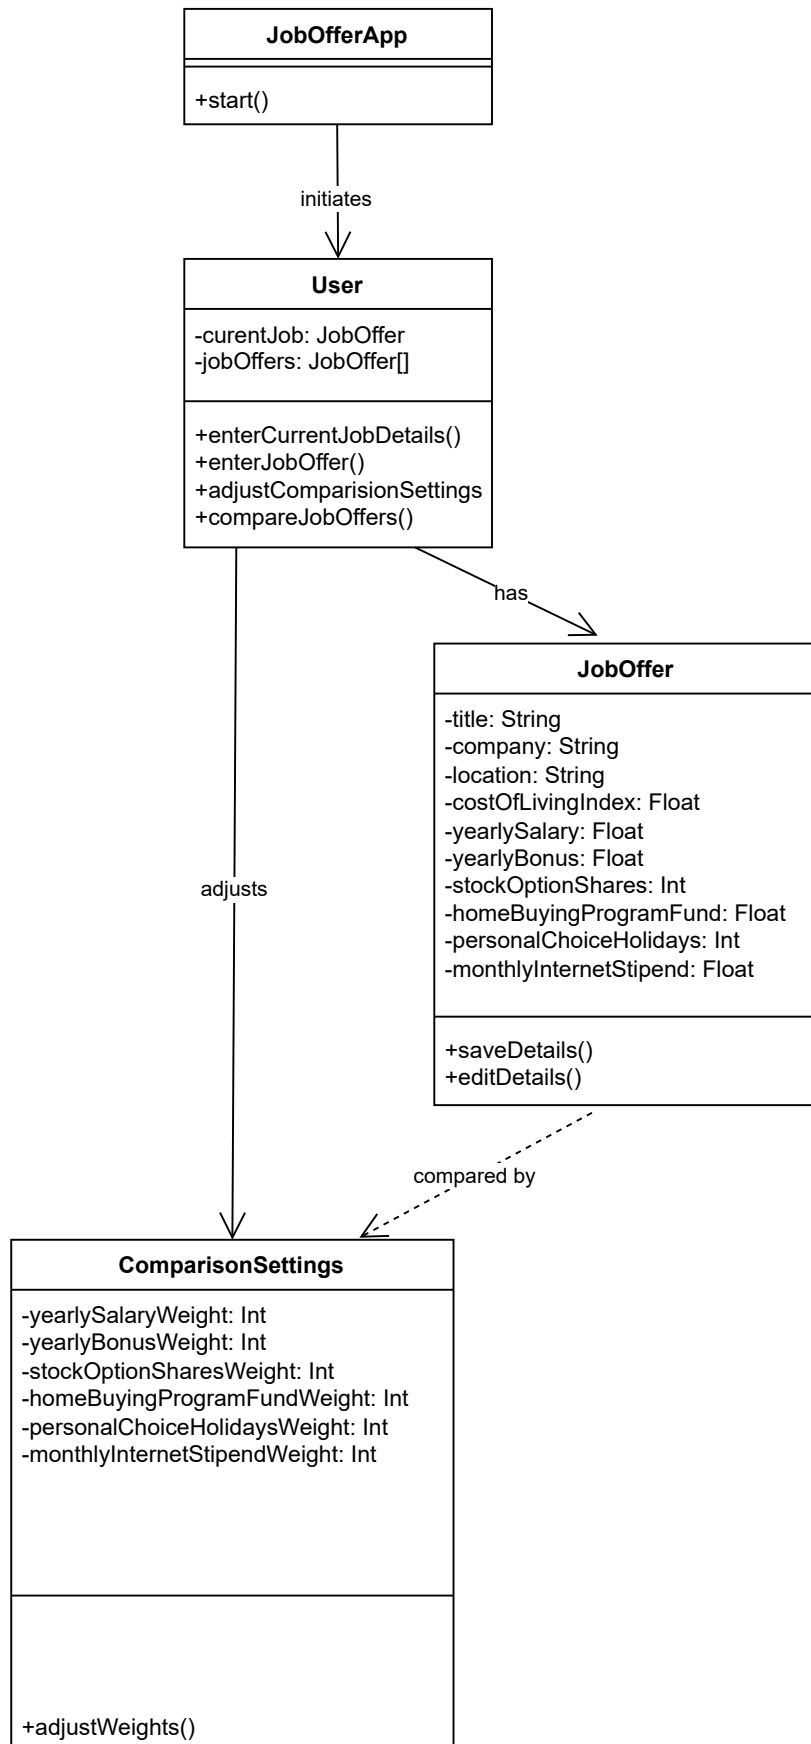 JobOfferApp
+start()
initiates
User
-curentJob: JobOffer
-jobOffers: JobOffer[]
+enterCurrentJobDetails()
+enterJobOffer()
+adjustComparisionSettings
+compareJobOffers()
has
JobOffer
-title: String
-company: String
-location: String
-costOfLivingIndex: Float
-yearlySalary: Float
-yearlyBonus: Float
-stockOptionShares: Int
-homeBuyingProgramFund: Float
-personalChoiceHolidays: Int
-monthlyInternetStipend: Float
+saveDetails()
+editDetails()
adjusts
compared by
ComparisonSettings
-yearlySalaryWeight: Int
-yearlyBonusWeight: Int
-stockOptionSharesWeight: Int
-homeBuyingProgramFundWeight: Int
-personalChoiceHolidaysWeight: Int
-monthlyInternetStipendWeight: Int
+adjustWeights()